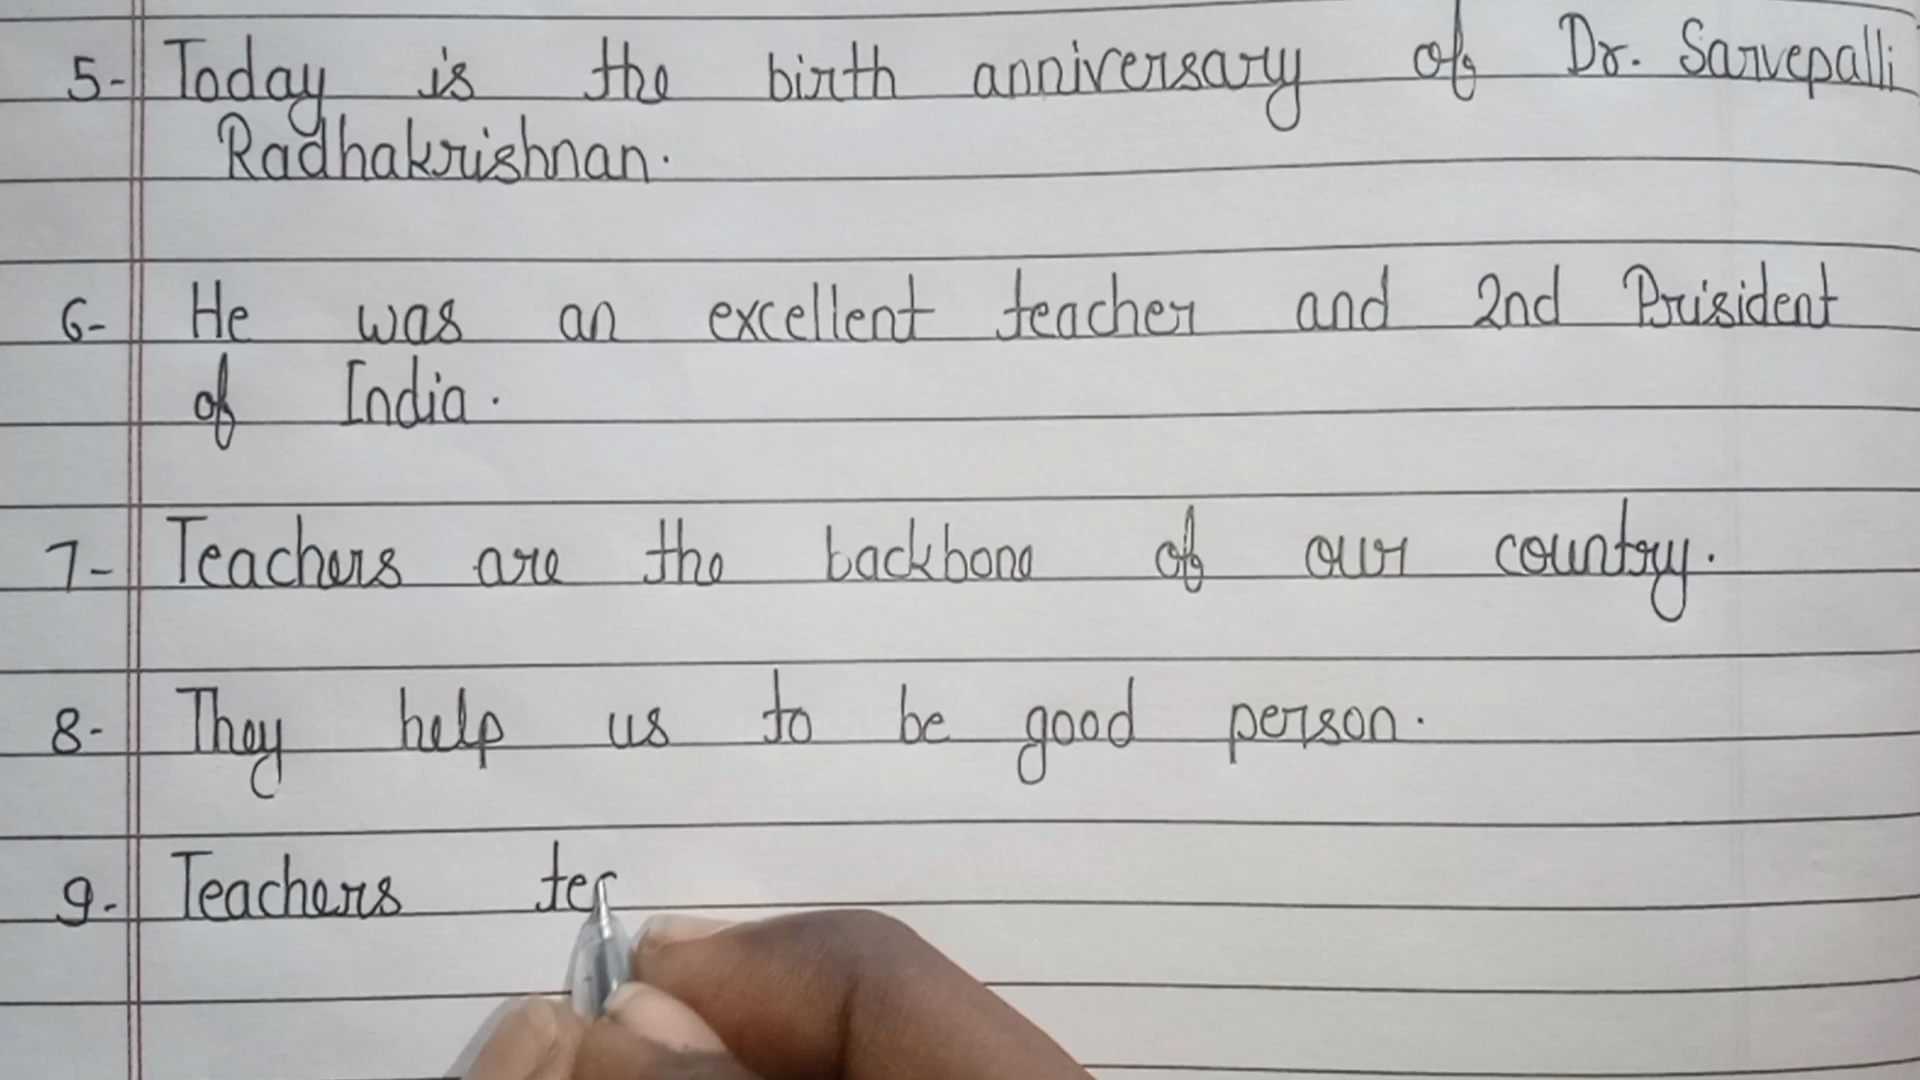 5- Today is the birth anniversary of Dr. Sarvepalli
Radhakrishnan.
6- He was an excellent teacher and 2nd Prisident
of India.
7- Teachers are the backbone of our country.
8- They help us to be good person.
9- Teachers te